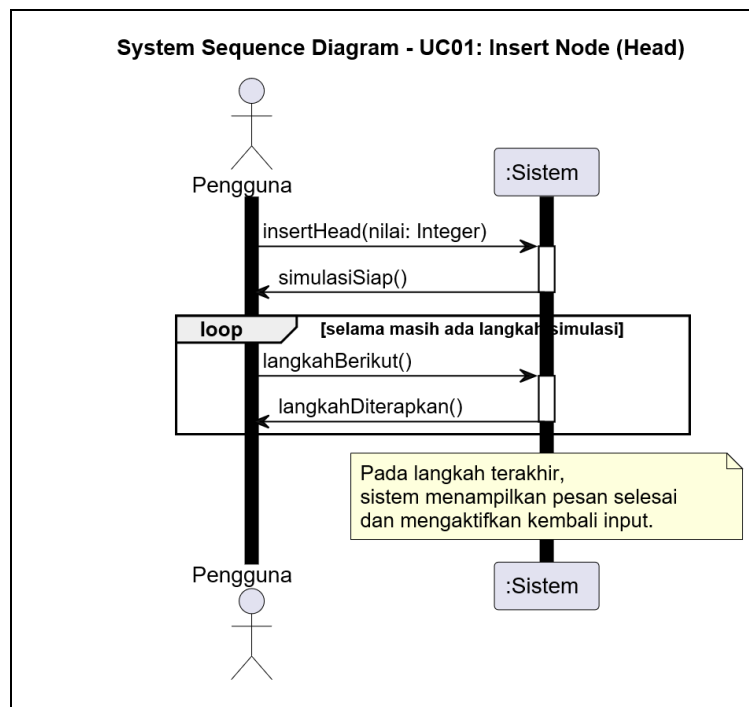 System Sequence Diagram - UC01: Insert Node (Head)
Pengguna
:Sistem
insertHead(nilai: Integer)
simulasiSiap()
loop
[selama masih ada langkah simulasi]
langkahBerikut()
langkahDiterapkan()
Pada langkah terakhir,
sistem menampilkan pesan selesai
dan mengaktifkan kembali input.
Pengguna
:Sistem